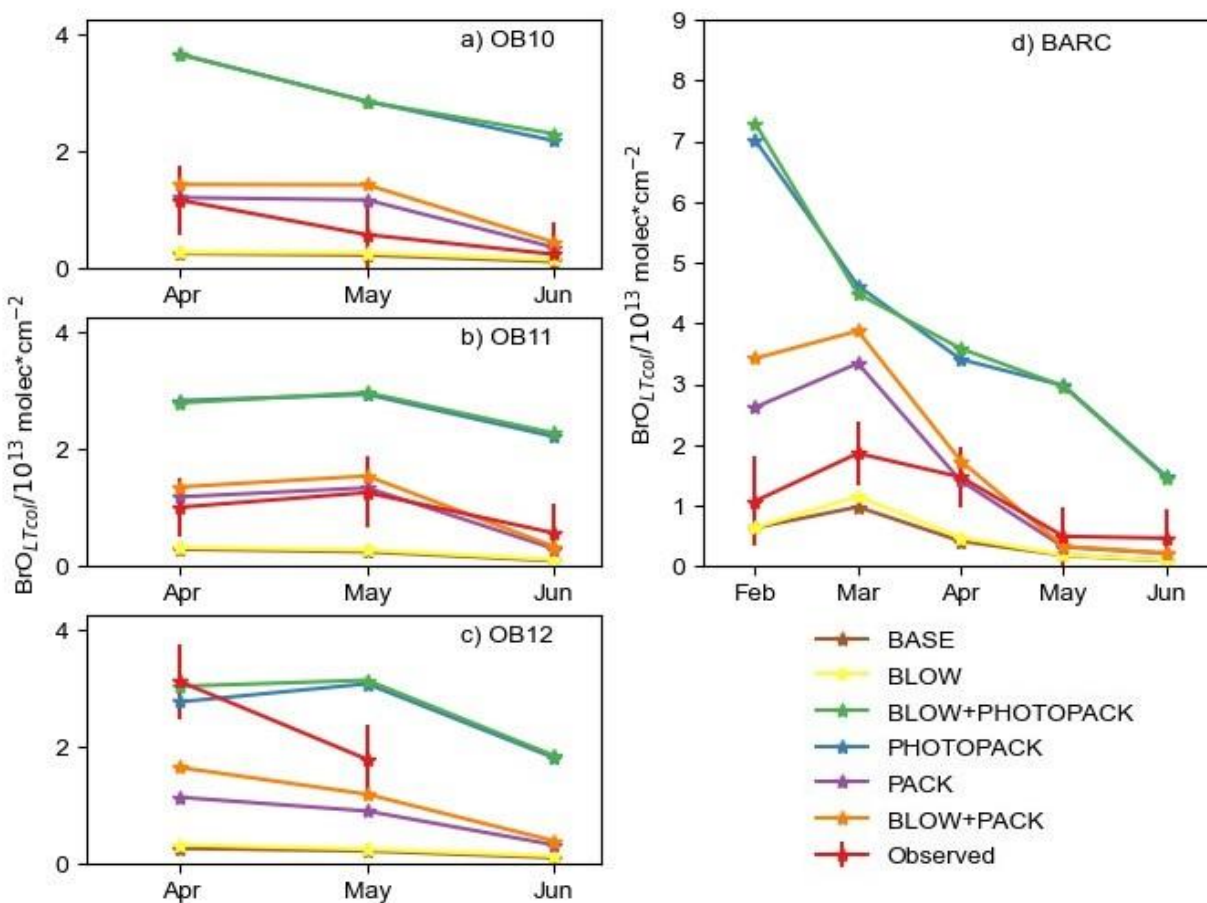 a) OB10
4
2
0
Apr May Jun
b) OB11
4
2
0
Apr May Jun
c) OB12
4
2
0
Apr May Jun
BrO_LTcol/10^13 molec*cm^−2
d) BARC
9
8
7
6
5
4
3
2
1
0
Feb Mar Apr May Jun
BrO_LTcol/10^13 molec*cm^−2
BASE
BLOW
BLOW+PHOTOPACK
PHOTOPACK
PACK
BLOW+PACK
Observed